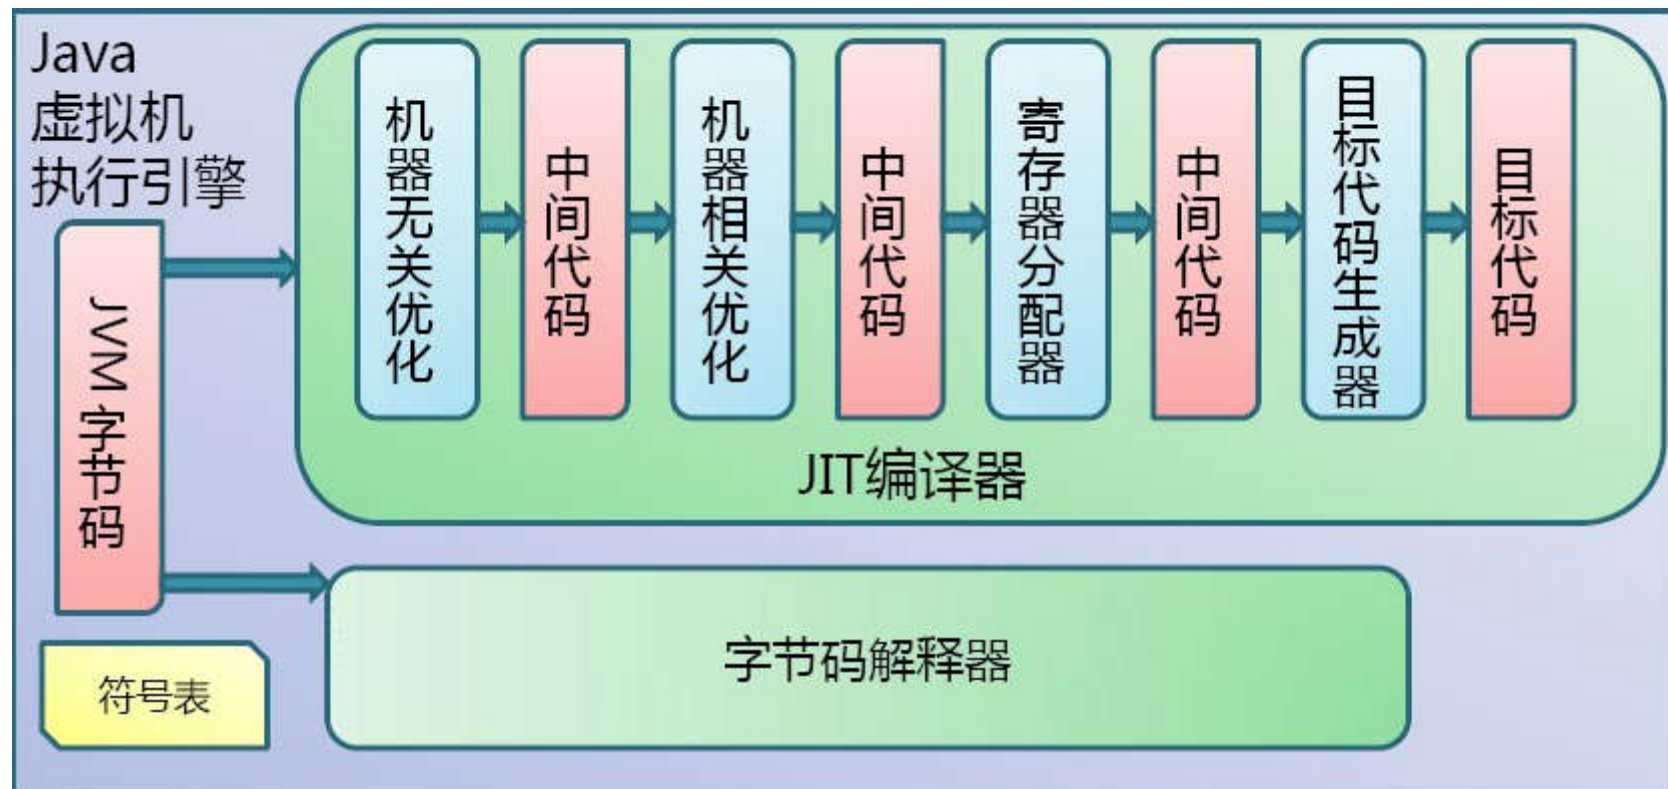 Java
虚拟机
执行引擎
JVM字节码
机器无关优化
中间代码
机器相关优化
中间代码
寄存器分配器
中间代码
目标代码生成器
目标代码
JIT编译器
字节码解释器
符号表